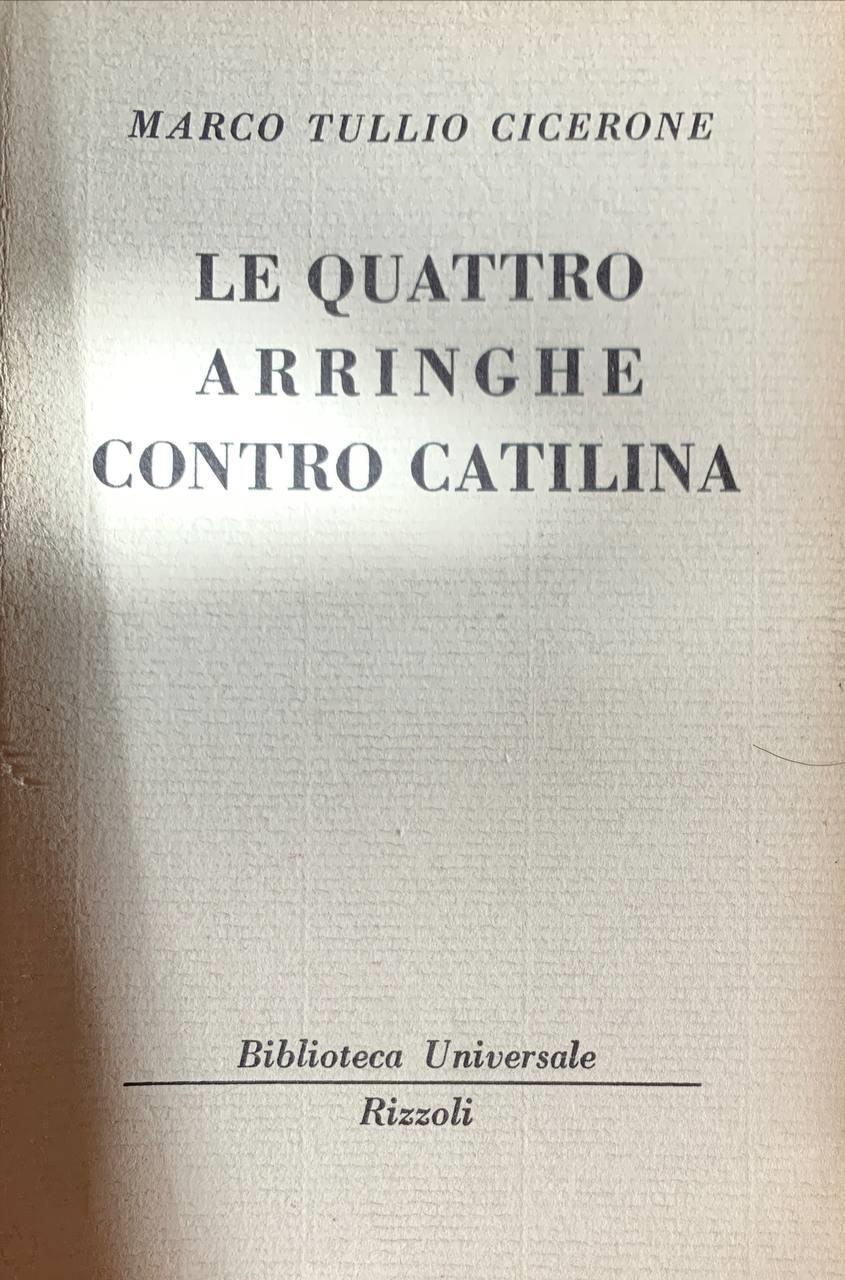 MARCO TULLIO CICERONE
LE QUATTRO
ARRINGHE
CONTRO CATILINA
Biblioteca Universale
Rizzoli